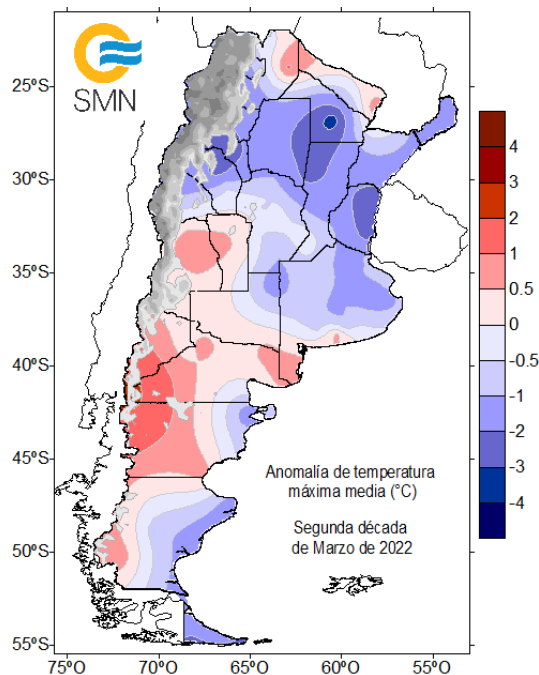 SMN
25ºS
30ºS
35ºS
40ºS
45ºS
50ºS
55ºS
75ºO
70ºO
65ºO
60ºO
55ºO
4
3
2
1
0.5
0
-0.5
-1
-2
-3
-4
Anomalía de temperatura
máxima media (°C)
Segunda década
de Marzo de 2022